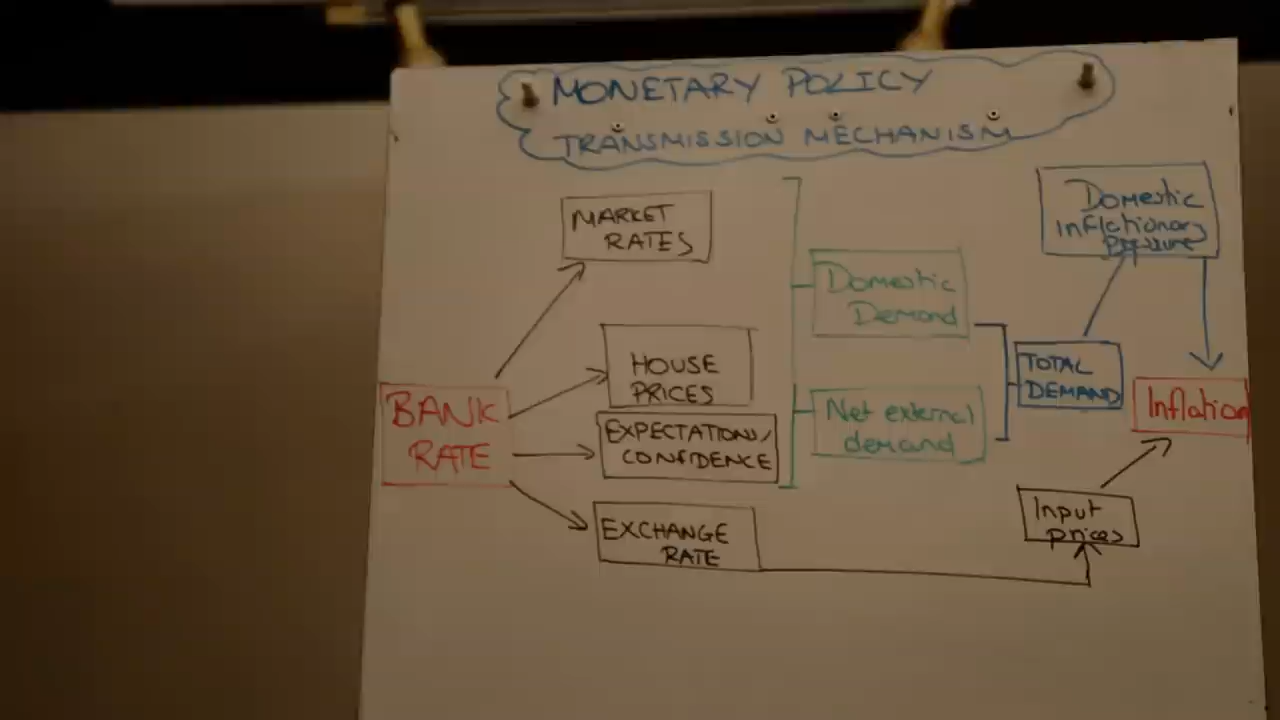 MONETARY POLICY
TRANSMISSION MECHANISM
MARKET
RATES
HOUSE
PRICES
EXPECTATIONS/
CONFIDENCE
EXCHANGE
RATE
BANK
RATE
Domestic
Demand
Net external
demand
TOTAL
DEMAND
Domestic
Inflctionary
Pressure
Inflation
Input
prices